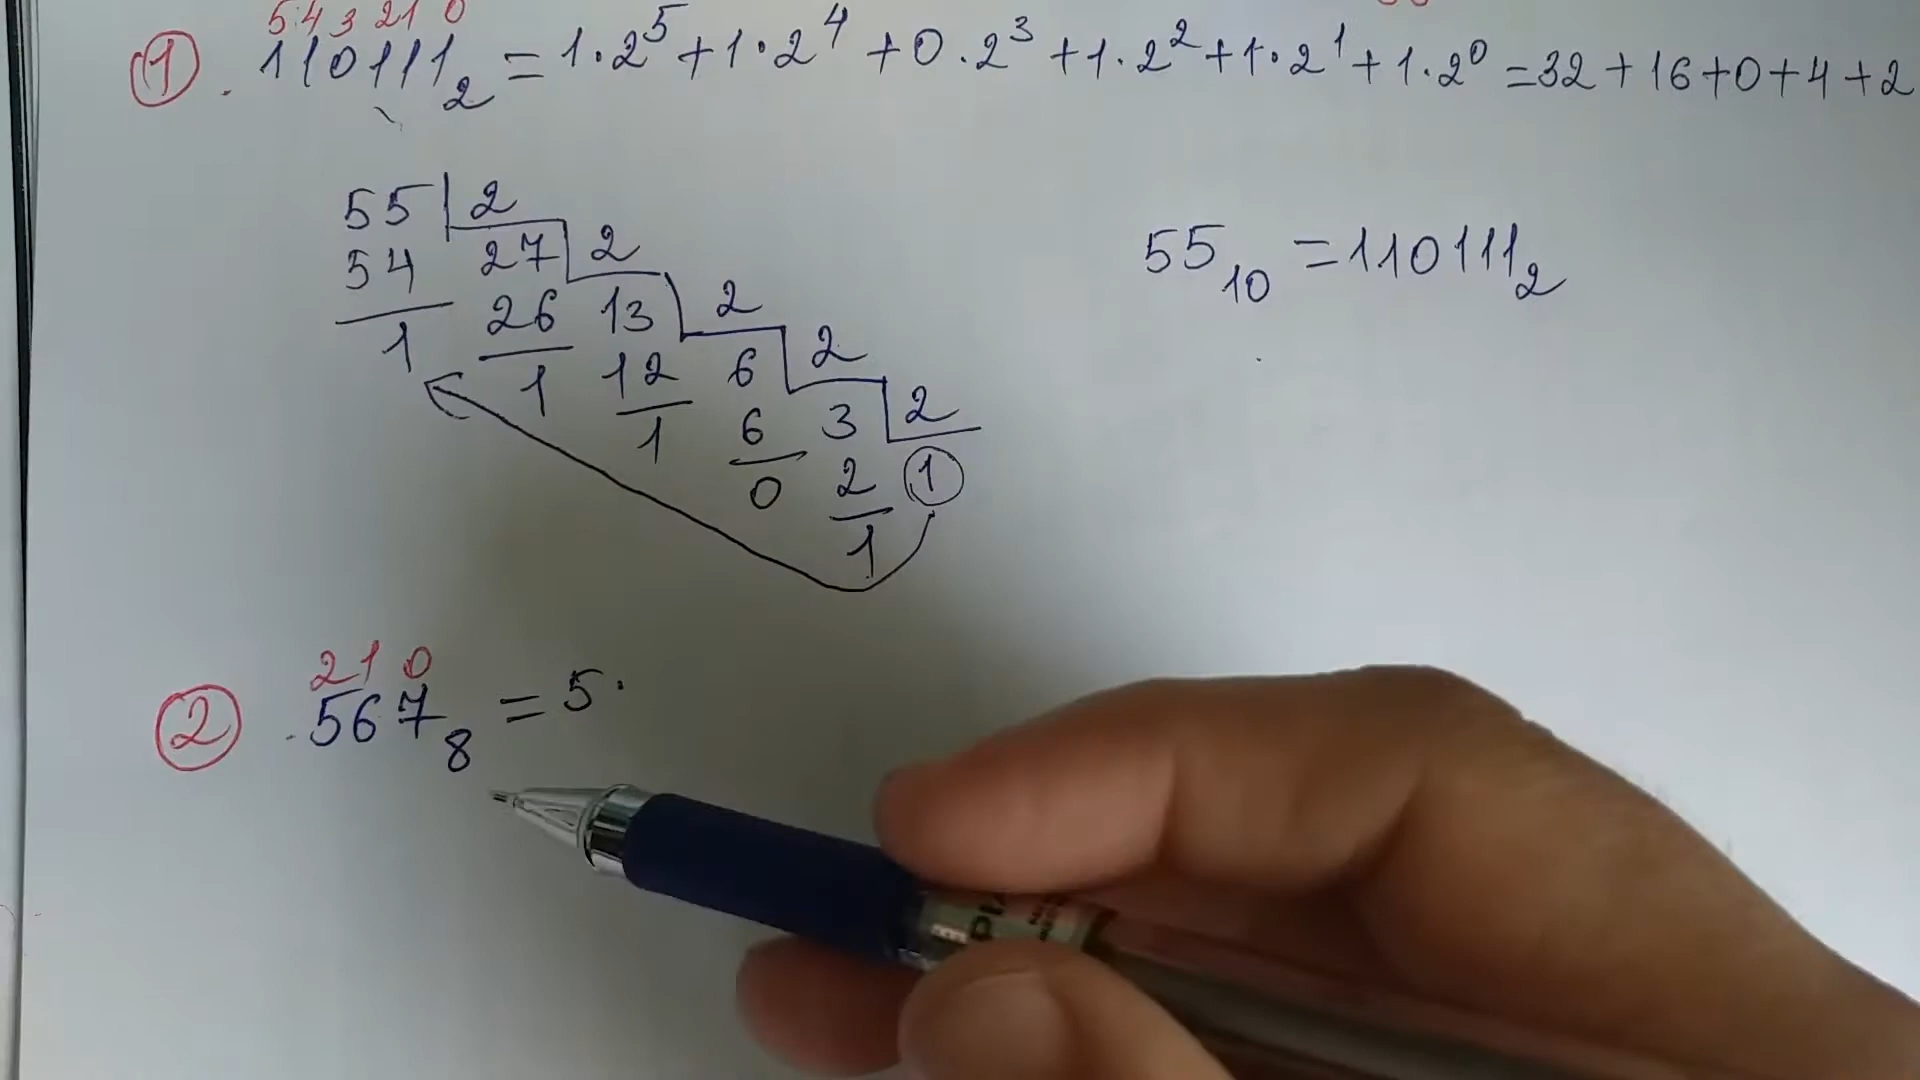 5 4 3 2 1 0
① . 110111₂ = 1·2⁵ + 1·2⁴ + 0·2³ + 1·2² + 1·2¹ + 1·2⁰ = 32 + 16 + 0 + 4 + 2
55 | 2
54 27 | 2
1 26 13 | 2
1 12 6 | 2
1 6 3 | 2
0 2 ①
1
55₁₀ = 110111₂
2 1 0
② . 567₈ = 5 ·